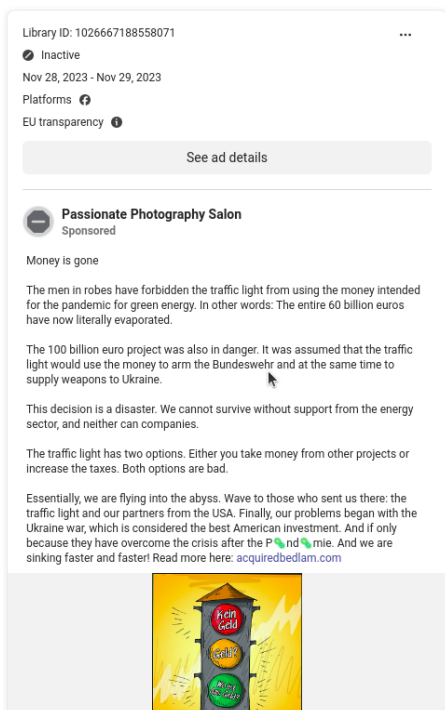 Library ID: 1026667188558071
Inactive
Nov 28, 2023 - Nov 29, 2023
Platforms
EU transparency
See ad details
Passionate Photography Salon
Sponsored
Money is gone
The men in robes have forbidden the traffic light from using the money intended
for the pandemic for green energy. In other words: The entire 60 billion euros
have now literally evaporated.
The 100 billion euro project was also in danger. It was assumed that the traffic
light would use the money to arm the Bundeswehr and at the same time to
supply weapons to Ukraine.
This decision is a disaster. We cannot survive without support from the energy
sector, and neither can companies.
The traffic light has two options. Either you take money from other projects or
increase the taxes. Both options are bad.
Essentially, we are flying into the abyss. Wave to those who sent us there: the
traffic light and our partners from the USA. Finally, our problems began with the
Ukraine war, which is considered the best American investment. And if only
because they have overcome the crisis after the P🦠nd🦠mie. And we are
sinking faster and faster! Read more here: acquiredbedlam.com
Kein
Geld
Geld?